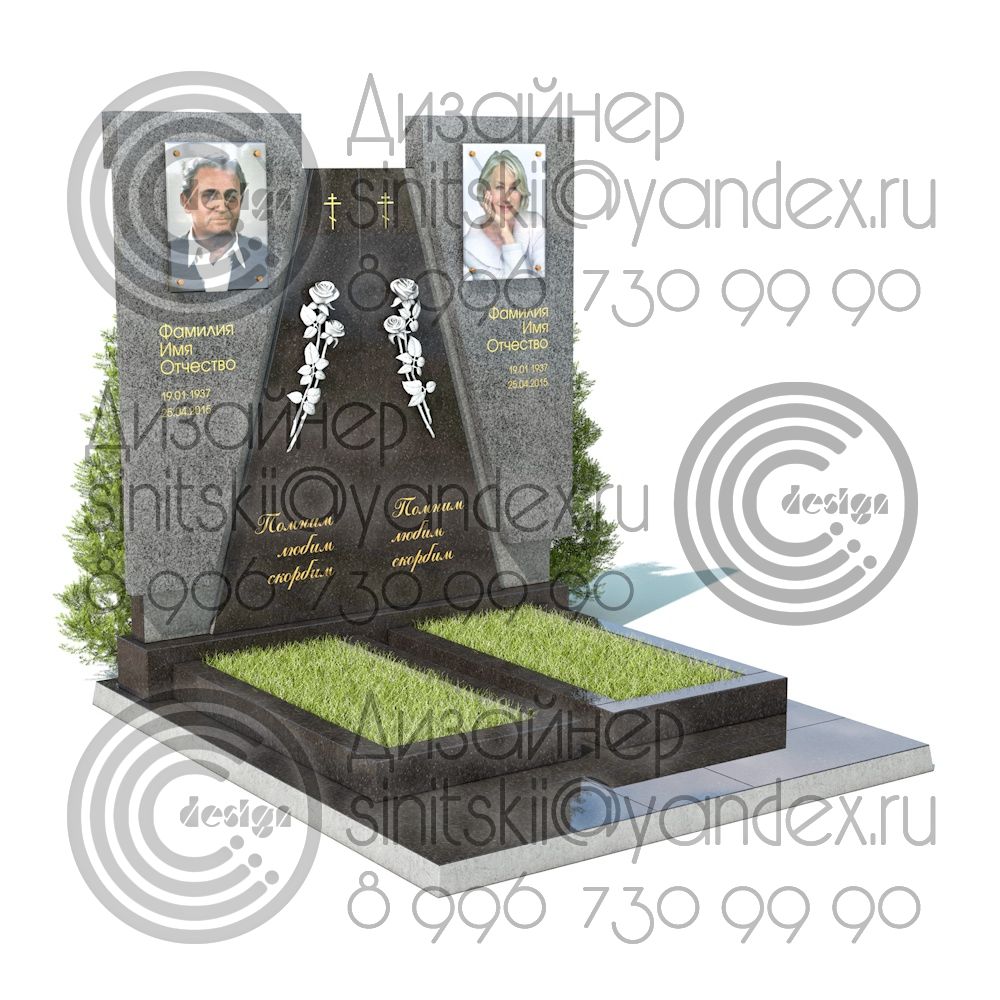 Дизайнер
sinitskii@yandex.ru
8 996 730 99 90
design
Фамилия
Имя
Отчество
19.01.1937
25.04.2015
Фамилия
Имя
Отчество
19.01.1937
25.04.2015
design
Дизайнер
sinitskii@yandex.ru
8 996 730 99 90
Помним
любим
скорбим
Помним
любим
скорбим
Дизайнер
sinitskii@yandex.ru
8 996 730 99 90
design